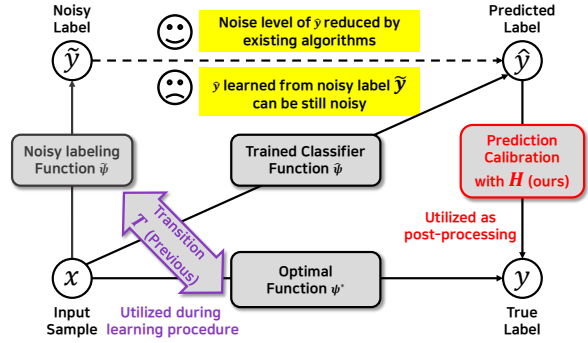 Noisy
Label
ỹ
Noise level of ŷ reduced by
existing algorithms
ŷ learned from noisy label ỹ
can be still noisy
Predicted
Label
ŷ
Noisy labeling
Function ψ̃
Trained Classifier
Function ψ̂
Prediction
Calibration
with H (ours)
Transition
T (Previous)
Utilized as
post-processing
x
Optimal
Function ψ*
y
Input
Sample
Utilized during
learning procedure
True
Label